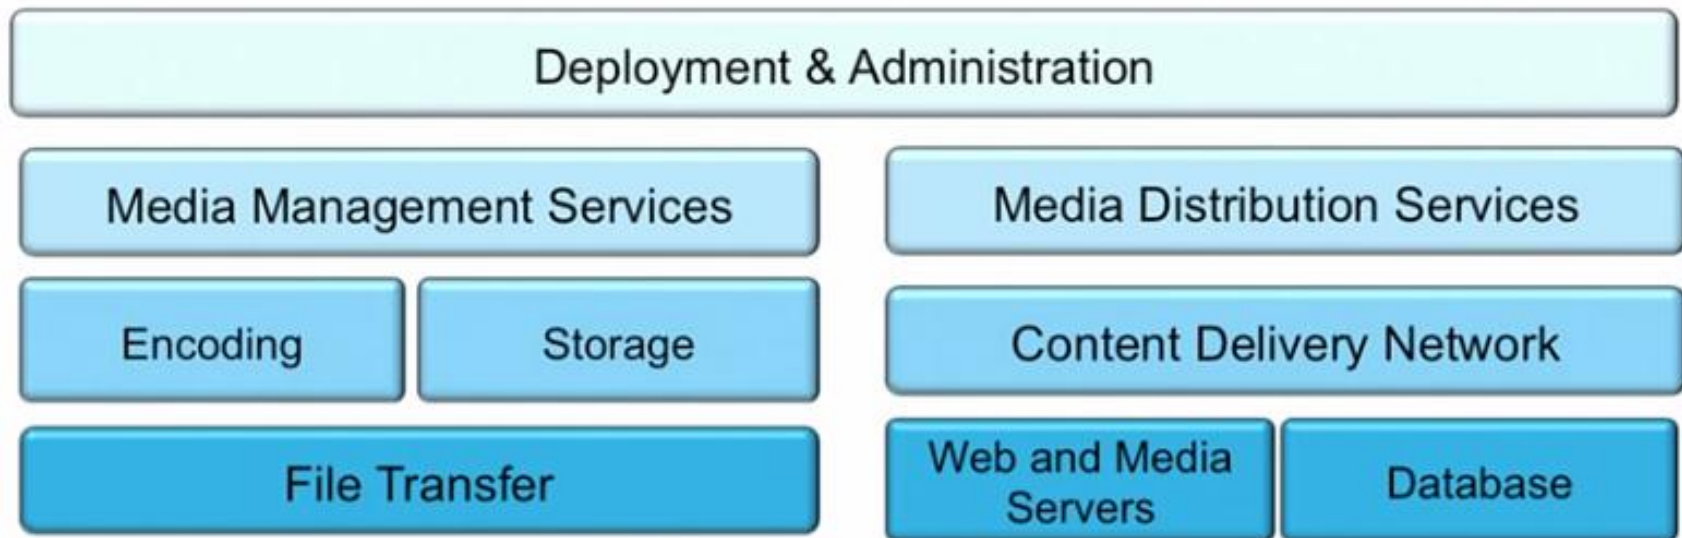 Deployment & Administration
Media Management Services
Media Distribution Services
Encoding
Storage
Content Delivery Network
File Transfer
Web and Media
Servers
Database